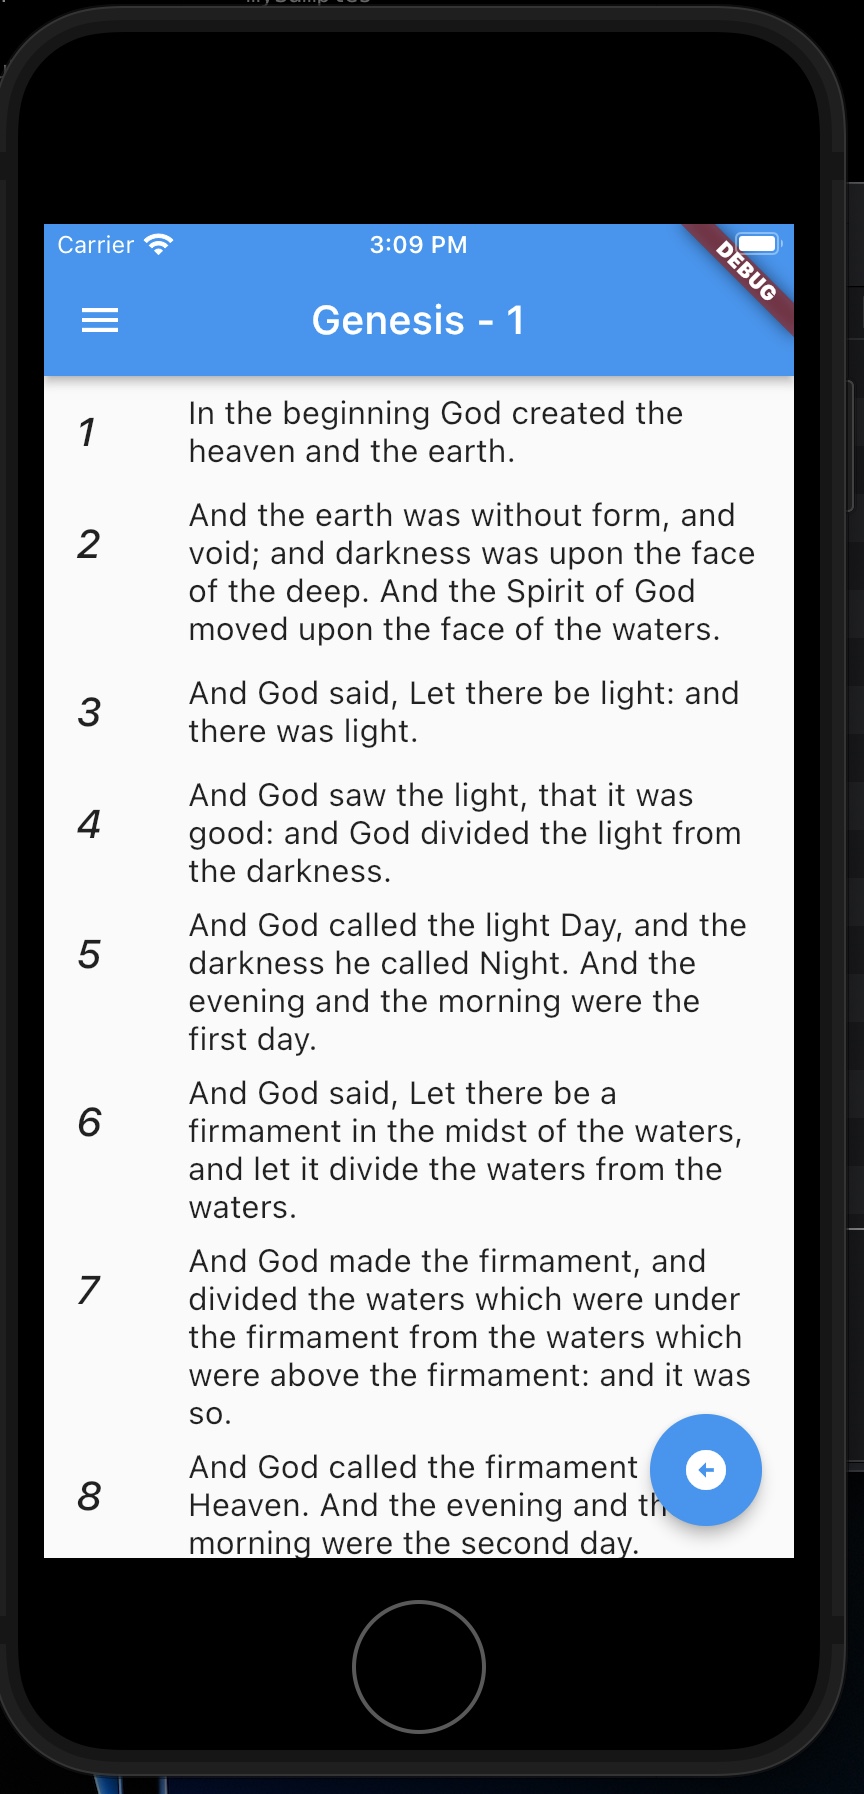 Carrier 3:09 PM
DEBUG
Genesis - 1
1 In the beginning God created the
heaven and the earth.
2 And the earth was without form, and
void; and darkness was upon the face
of the deep. And the Spirit of God
moved upon the face of the waters.
3 And God said, Let there be light: and
there was light.
4 And God saw the light, that it was
good: and God divided the light from
the darkness.
5 And God called the light Day, and the
darkness he called Night. And the
evening and the morning were the
first day.
6 And God said, Let there be a
firmament in the midst of the waters,
and let it divide the waters from the
waters.
7 And God made the firmament, and
divided the waters which were under
the firmament from the waters which
were above the firmament: and it was
so.
8 And God called the firmament
Heaven. And the evening and th
morning were the second day.